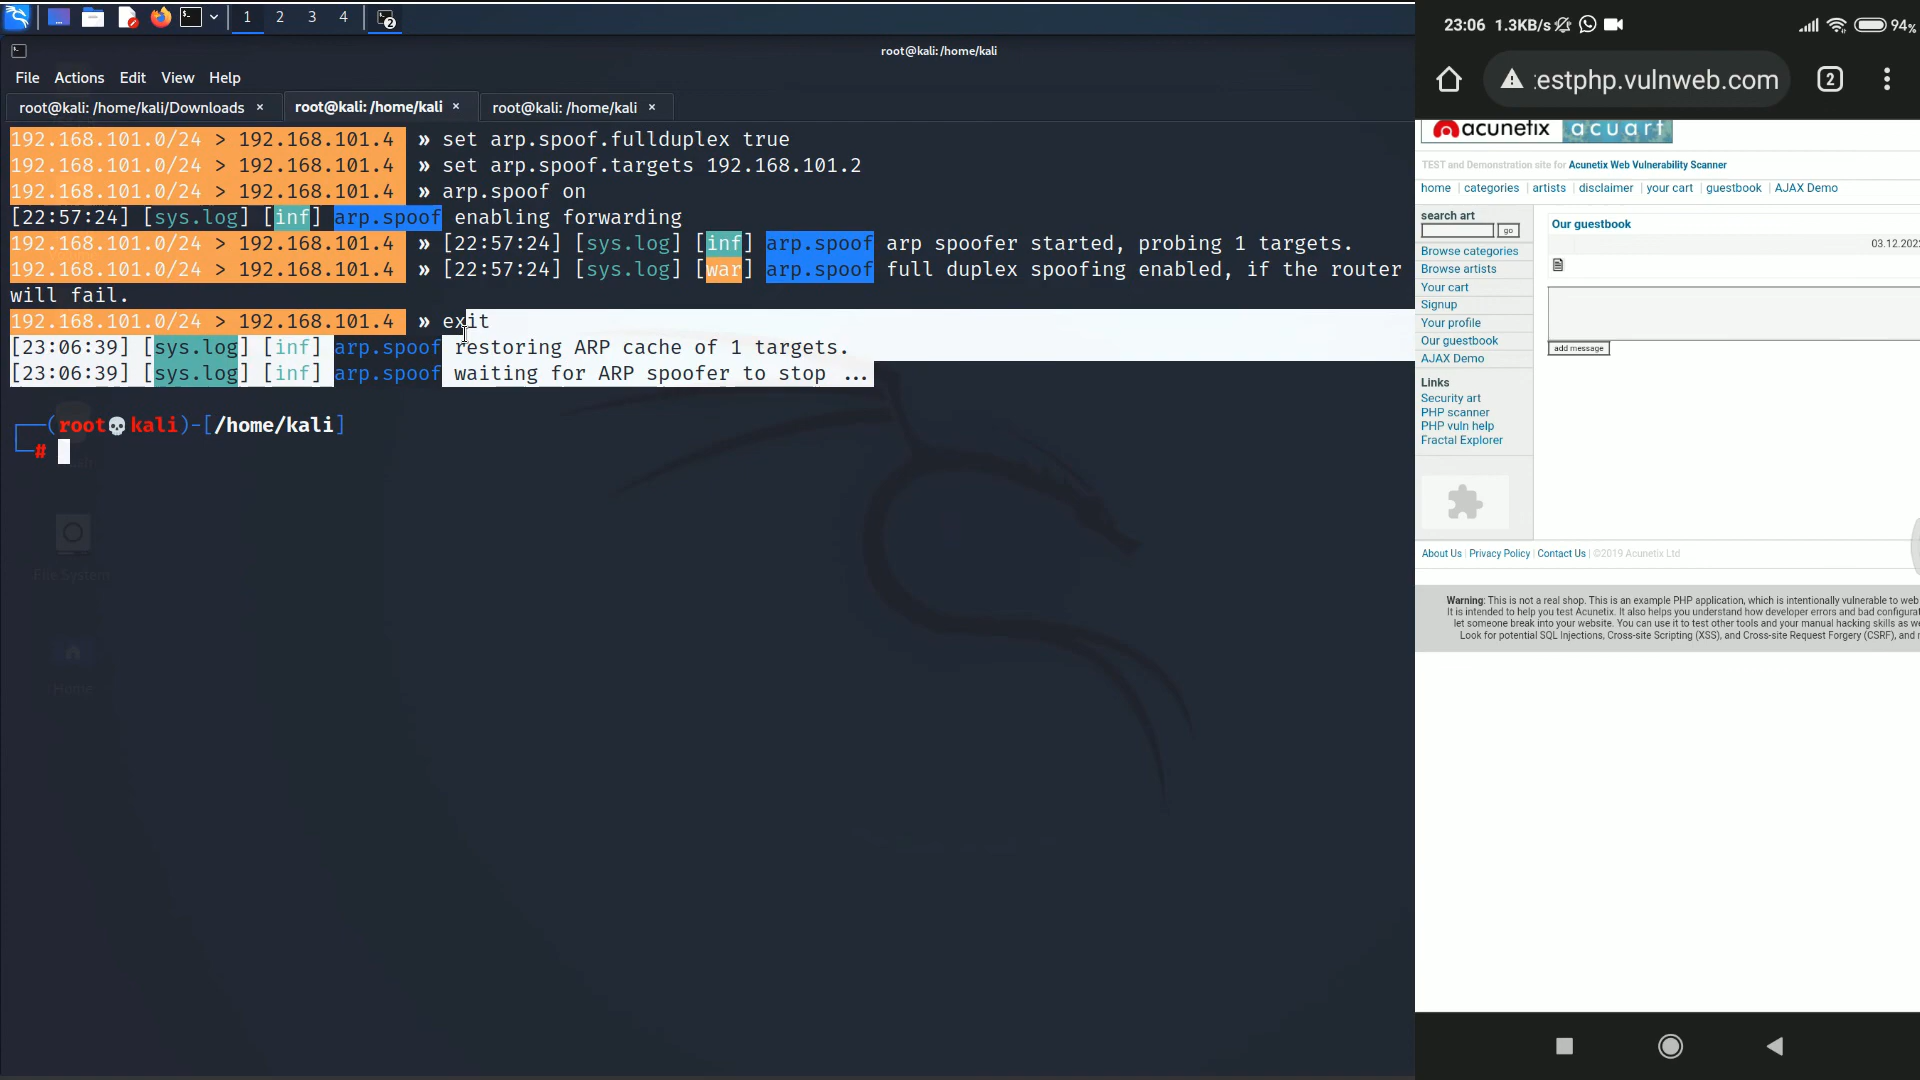 1 2 3 4 2
root@kali: /home/kali
File Actions Edit View Help
root@kali: /home/kali/Downloads × root@kali: /home/kali × root@kali: /home/kali ×
192.168.101.0/24 > 192.168.101.4 » set arp.spoof.fullduplex true
192.168.101.0/24 > 192.168.101.4 » set arp.spoof.targets 192.168.101.2
192.168.101.0/24 > 192.168.101.4 » arp.spoof on
[22:57:24] [sys.log] [inf] arp.spoof enabling forwarding
192.168.101.0/24 > 192.168.101.4 » [22:57:24] [sys.log] [inf] arp.spoof arp spoofer started, probing 1 targets.
192.168.101.0/24 > 192.168.101.4 » [22:57:24] [sys.log] [war] arp.spoof full duplex spoofing enabled, if the router
will fail.
192.168.101.0/24 > 192.168.101.4 » exit
[23:06:39] [sys.log] [inf] arp.spoof restoring ARP cache of 1 targets.
[23:06:39] [sys.log] [inf] arp.spoof waiting for ARP spoofer to stop ...
(root💀kali)-[/home/kali]
#
File System
Home
23:06 1.3KB/s 94%
estphp.vulnweb.com 2
acunetix acuart
TEST and Demonstration site for Acunetix Web Vulnerability Scanner
home | categories | artists | disclaimer | your cart | guestbook | AJAX Demo
search art
go
Browse categories
Browse artists
Your cart
Signup
Your profile
Our guestbook
AJAX Demo
Links
Security art
PHP scanner
PHP vuln help
Fractal Explorer
Our guestbook
03.12.202
add message
About Us | Privacy Policy | Contact Us | ©2019 Acunetix Ltd
Warning: This is not a real shop. This is an example PHP application, which is intentionally vulnerable to web
It is intended to help you test Acunetix. It also helps you understand how developer errors and bad configura
let someone break into your website. You can use it to test other tools and your manual hacking skills as we
Look for potential SQL Injections, Cross-site Scripting (XSS), and Cross-site Request Forgery (CSRF), and